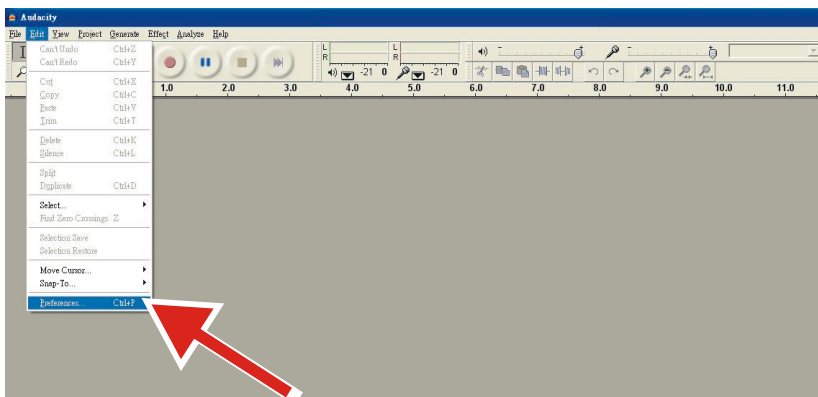 Audacity
File Edit View Project Generate Effect Analyze Help
Can't Undo Ctrl+Z
Can't Redo Ctrl+Y
Cut Ctrl+X
Copy Ctrl+C
Paste Ctrl+V
Trim Ctrl+T
Delete Ctrl+K
Silence Ctrl+L
Split
Duplicate Ctrl+D
Select...
Find Zero Crossings Z
Selection Save
Selection Restore
Move Cursor...
Snap-To...
Preferences... Ctrl+P
L
R
-21 0
L
R
-21 0
1.0 2.0 3.0 4.0 5.0 6.0 7.0 8.0 9.0 10.0 11.0